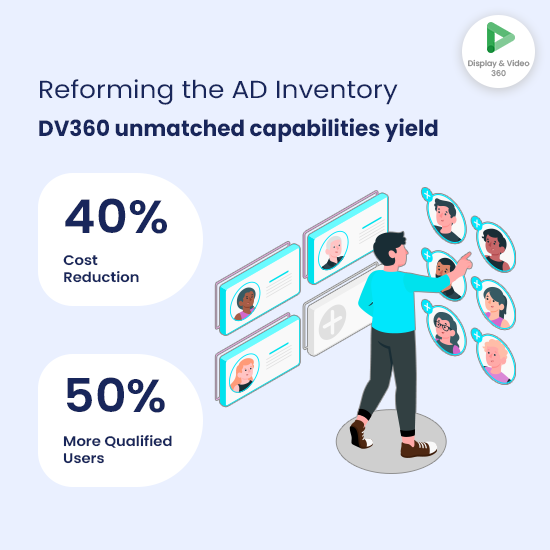 Display & Video
360
Reforming the AD Inventory
DV360 unmatched capabilities yield
40%
Cost
Reduction
50%
More Qualified
Users